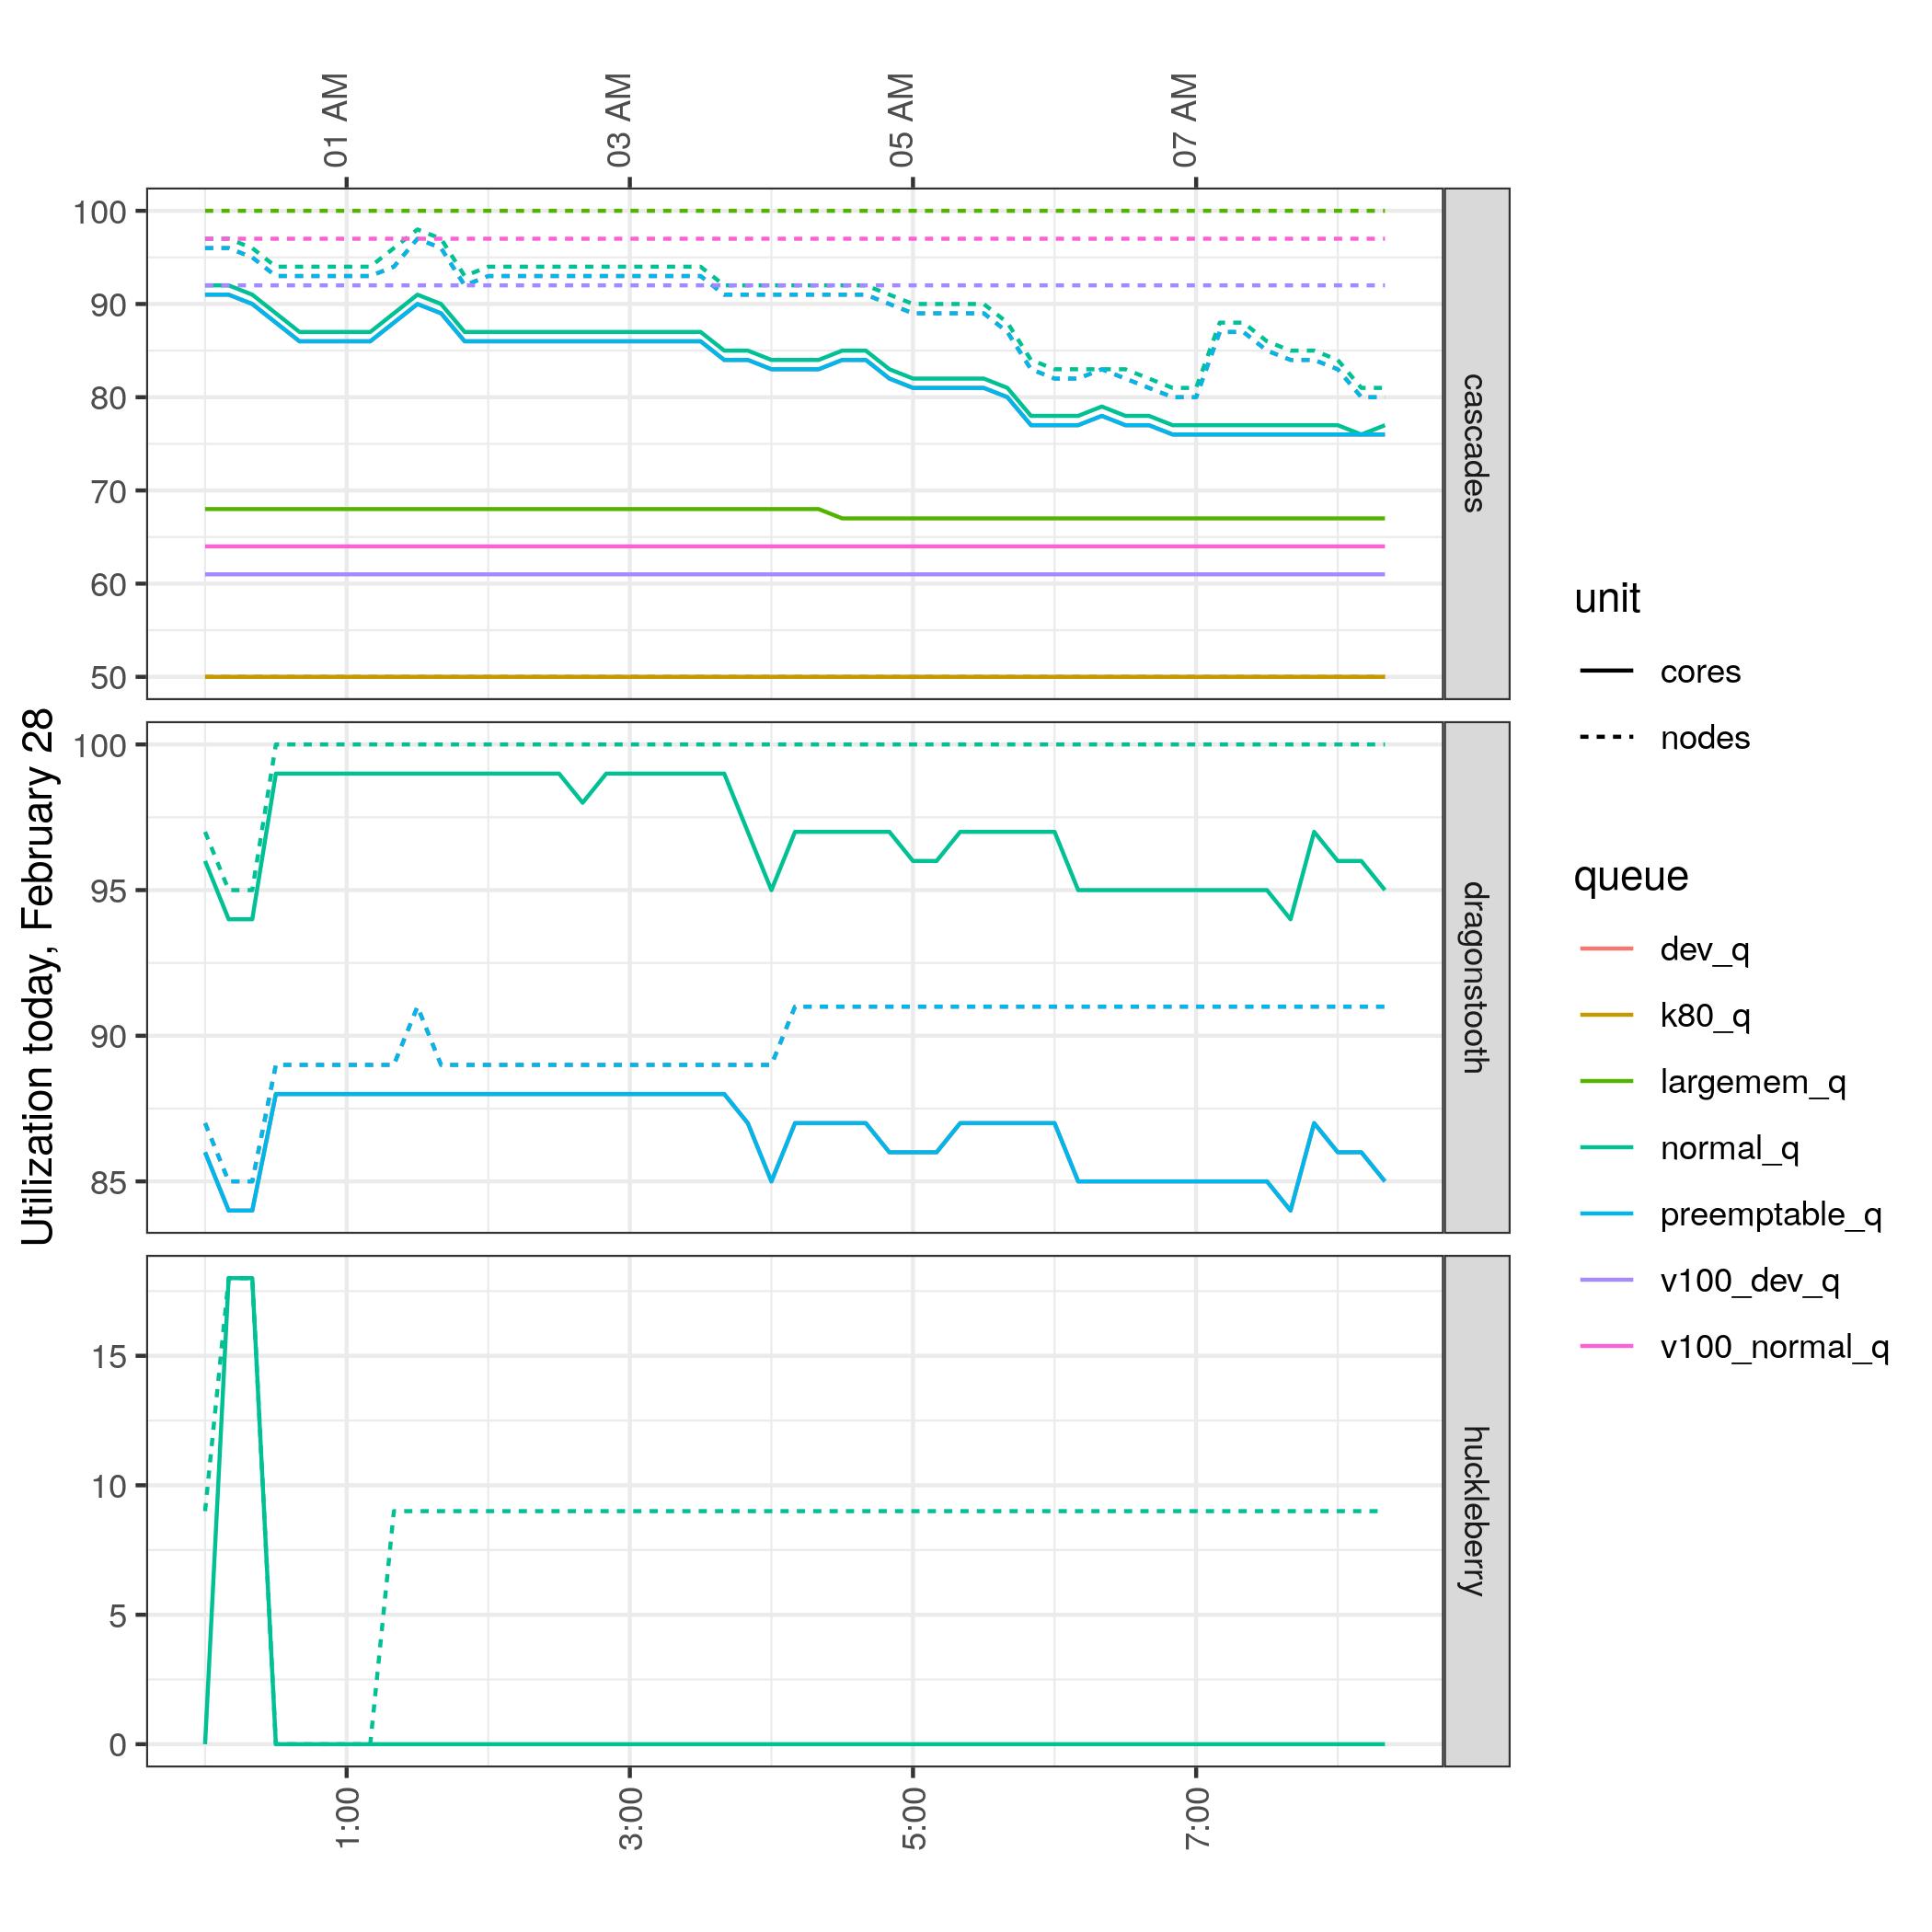 01 AM
03 AM
05 AM
07 AM
100
90
80
70
60
50
cascades
Utilization today, February 28
100
95
90
85
dragonstooth
15
10
5
0
huckleberry
1:00
3:00
5:00
7:00
unit
cores
nodes
queue
dev_q
k80_q
largemem_q
normal_q
preemptable_q
v100_dev_q
v100_normal_q